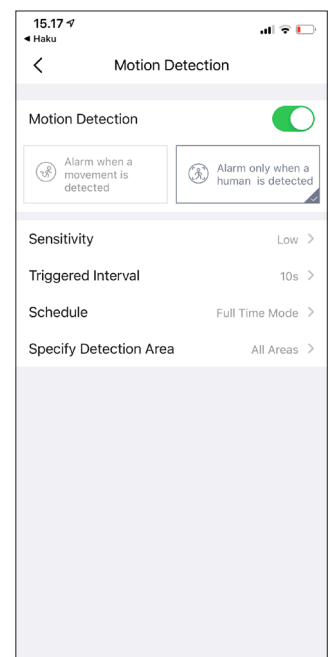 15.17
◀ Haku
Motion Detection
Motion Detection
Alarm when a
movement is
detected
Alarm only when a
human is detected
Sensitivity Low
Triggered Interval 10s
Schedule Full Time Mode
Specify Detection Area All Areas